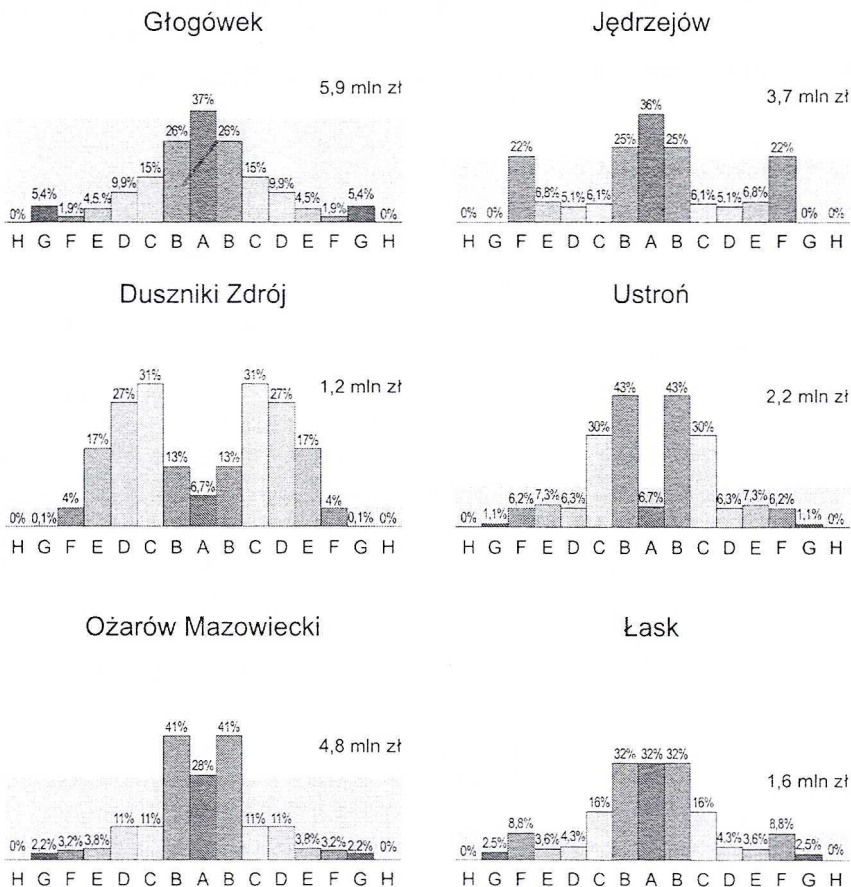 Głogówek
5,9 mln zł
0% 5,4% 1,9% 4.5.% 9,9% 15% 26% 37% 26% 15% 9,9% 4,5% 1,9% 5,4% 0%
H G F E D C B A B C D E F G H
Jędrzejów
3,7 mln zł
0% 0% 22% 6,8% 5.1% 6,1% 25% 36% 25% 6,1% 5,1% 6,8% 22% 0% 0%
H G F E D C B A B C D E F G H
Duszniki Zdrój
1,2 mln zł
0% 0,1% 4% 17% 27% 31% 13% 6,7% 13% 31% 27% 17% 4% 0,1% 0%
H G F E D C B A B C D E F G H
Ustroń
2,2 mln zł
0% 1,1% 6,2% 7,3% 6,3% 30% 43% 6.7% 43% 30% 6,3% 7,3% 6,2% 1,1% 0%
H G F E D C B A B C D E F G H
Ożarów Mazowiecki
4,8 mln zł
0% 2,2% 3,2% 3,8% 11% 11% 41% 28% 41% 11% 11% 3,8% 3,2% 2,2% 0%
H G F E D C B A B C D E F G H
Łask
1,6 mln zł
0% 2.5% 8,8% 3,6% 4,3% 16% 32% 32% 32% 16% 4.3% 3,6% 8,8% 2,5% 0%
H G F E D C B A B C D E F G H